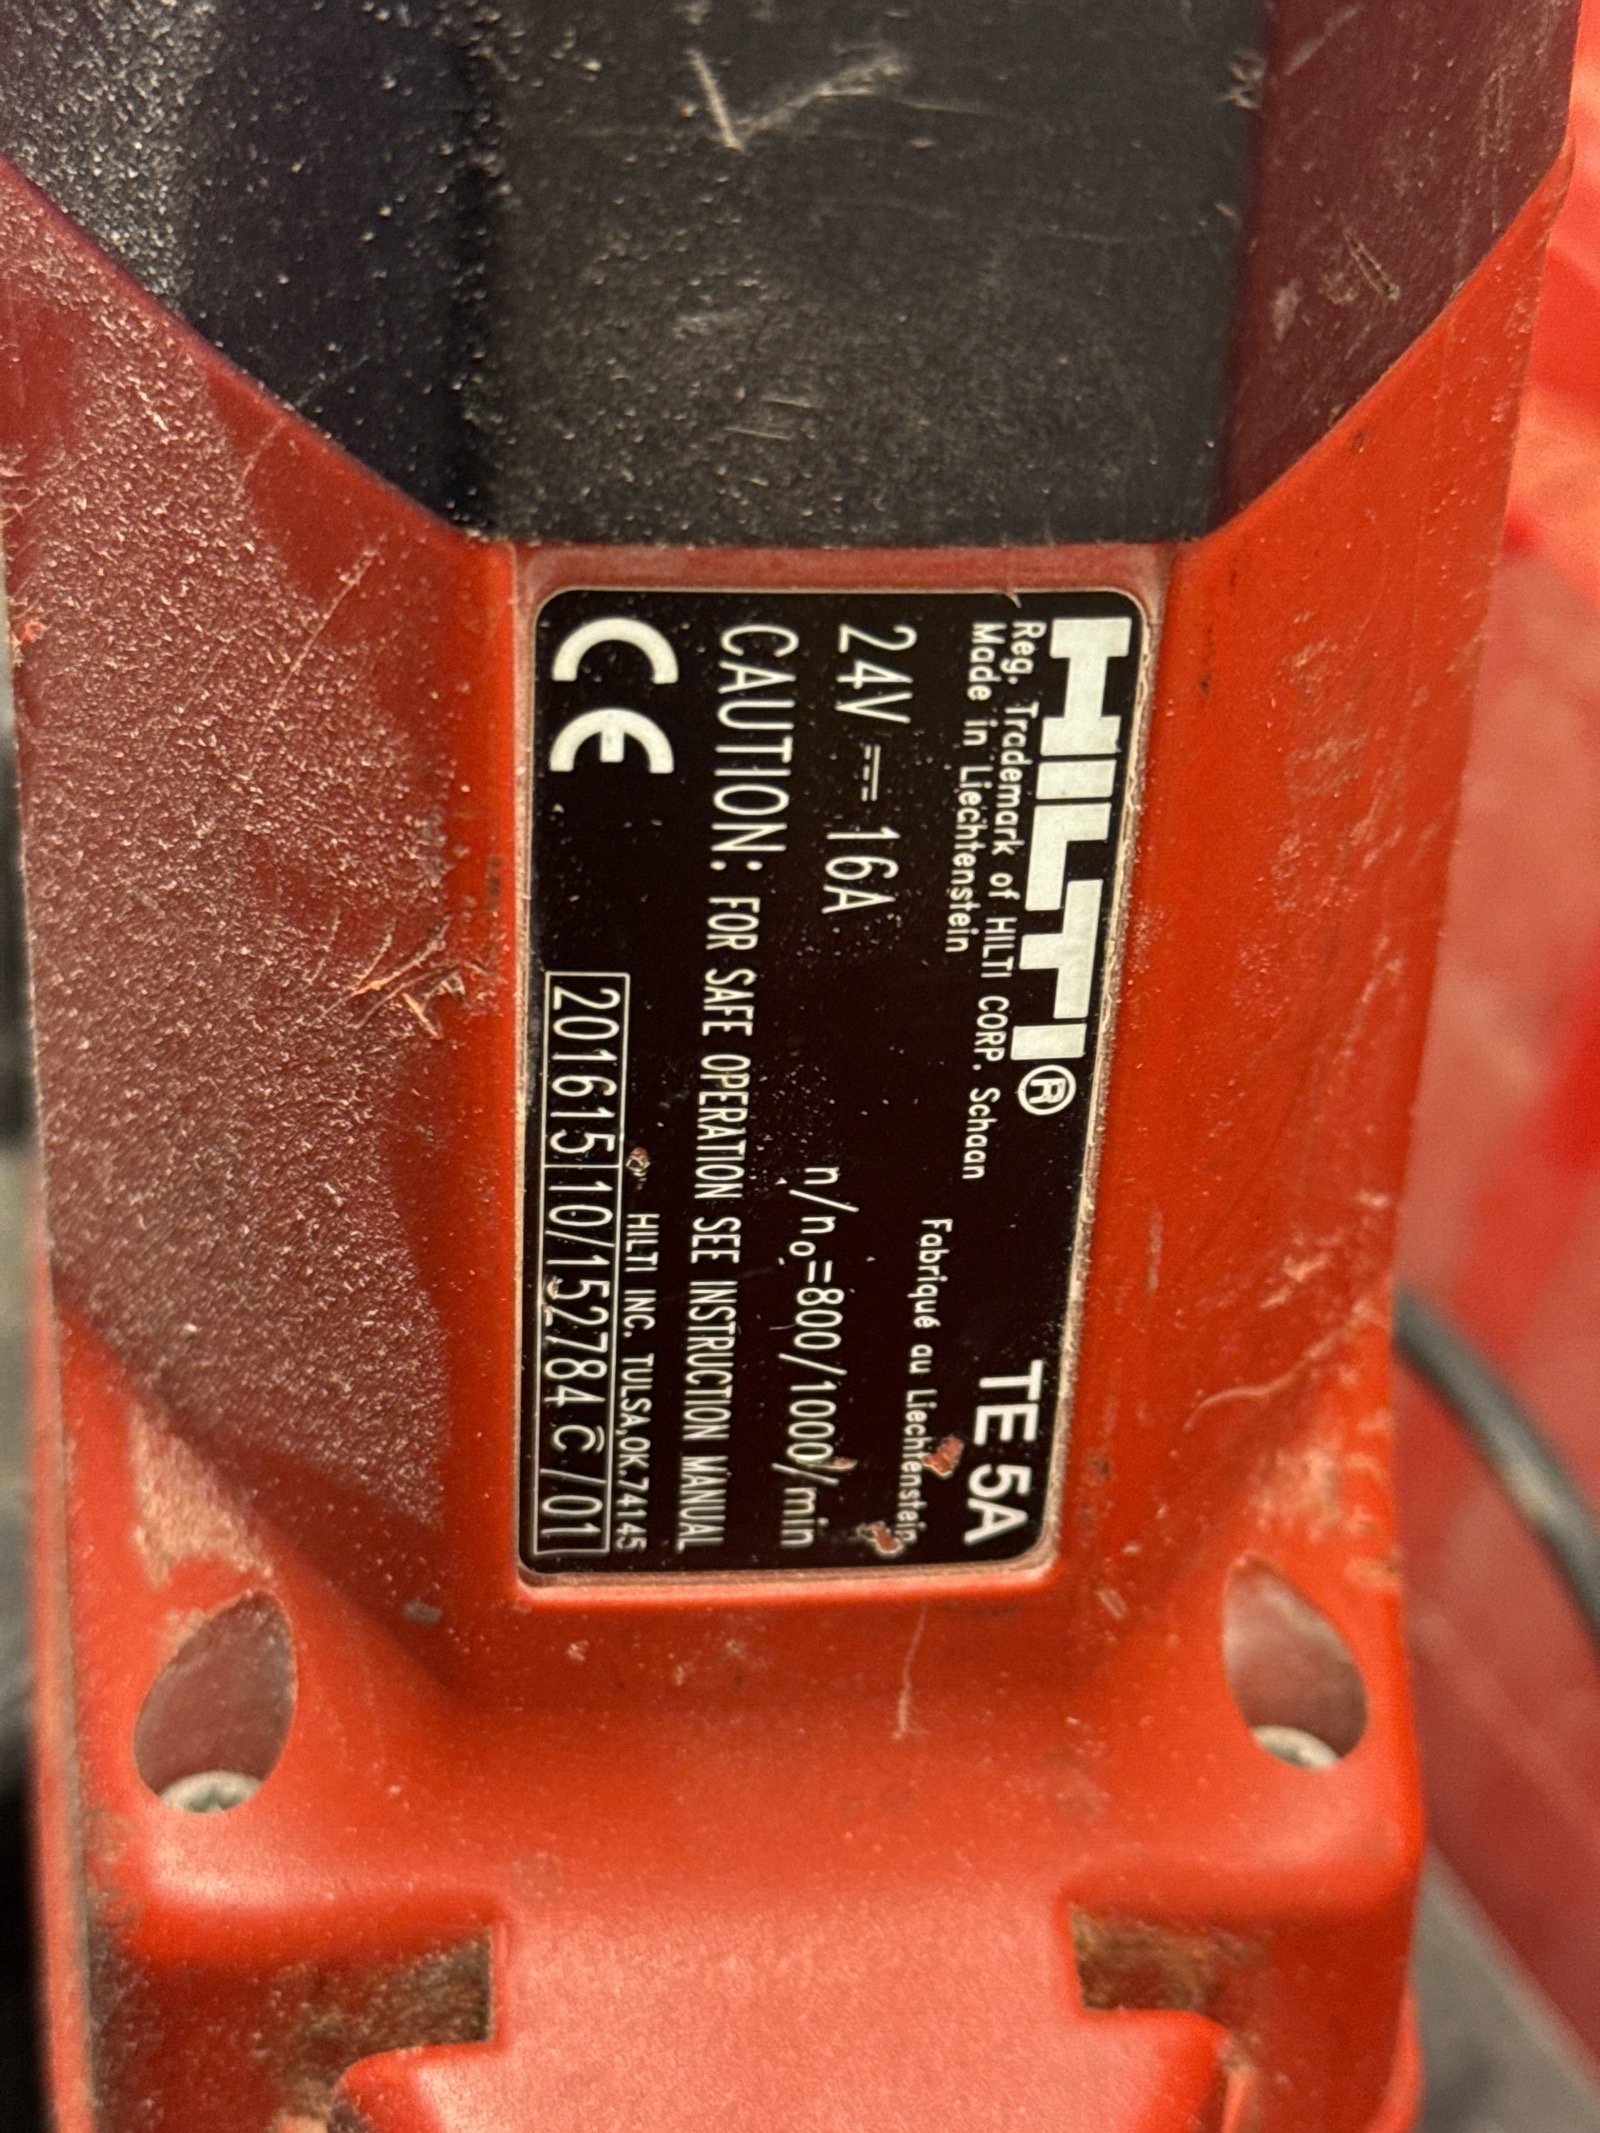 HILTI® TE 5A
Reg. Trademark of HILTI CORP. Schaan
Made in Liechtenstein Fabriqué au Liechtenstein
24V ⎓ 16A n/n₀=800/1000/min
CAUTION: FOR SAFE OPERATION SEE INSTRUCTION MANUAL
CE HILTI INC. TULSA,OK.74145
201615 10/152784 C /01